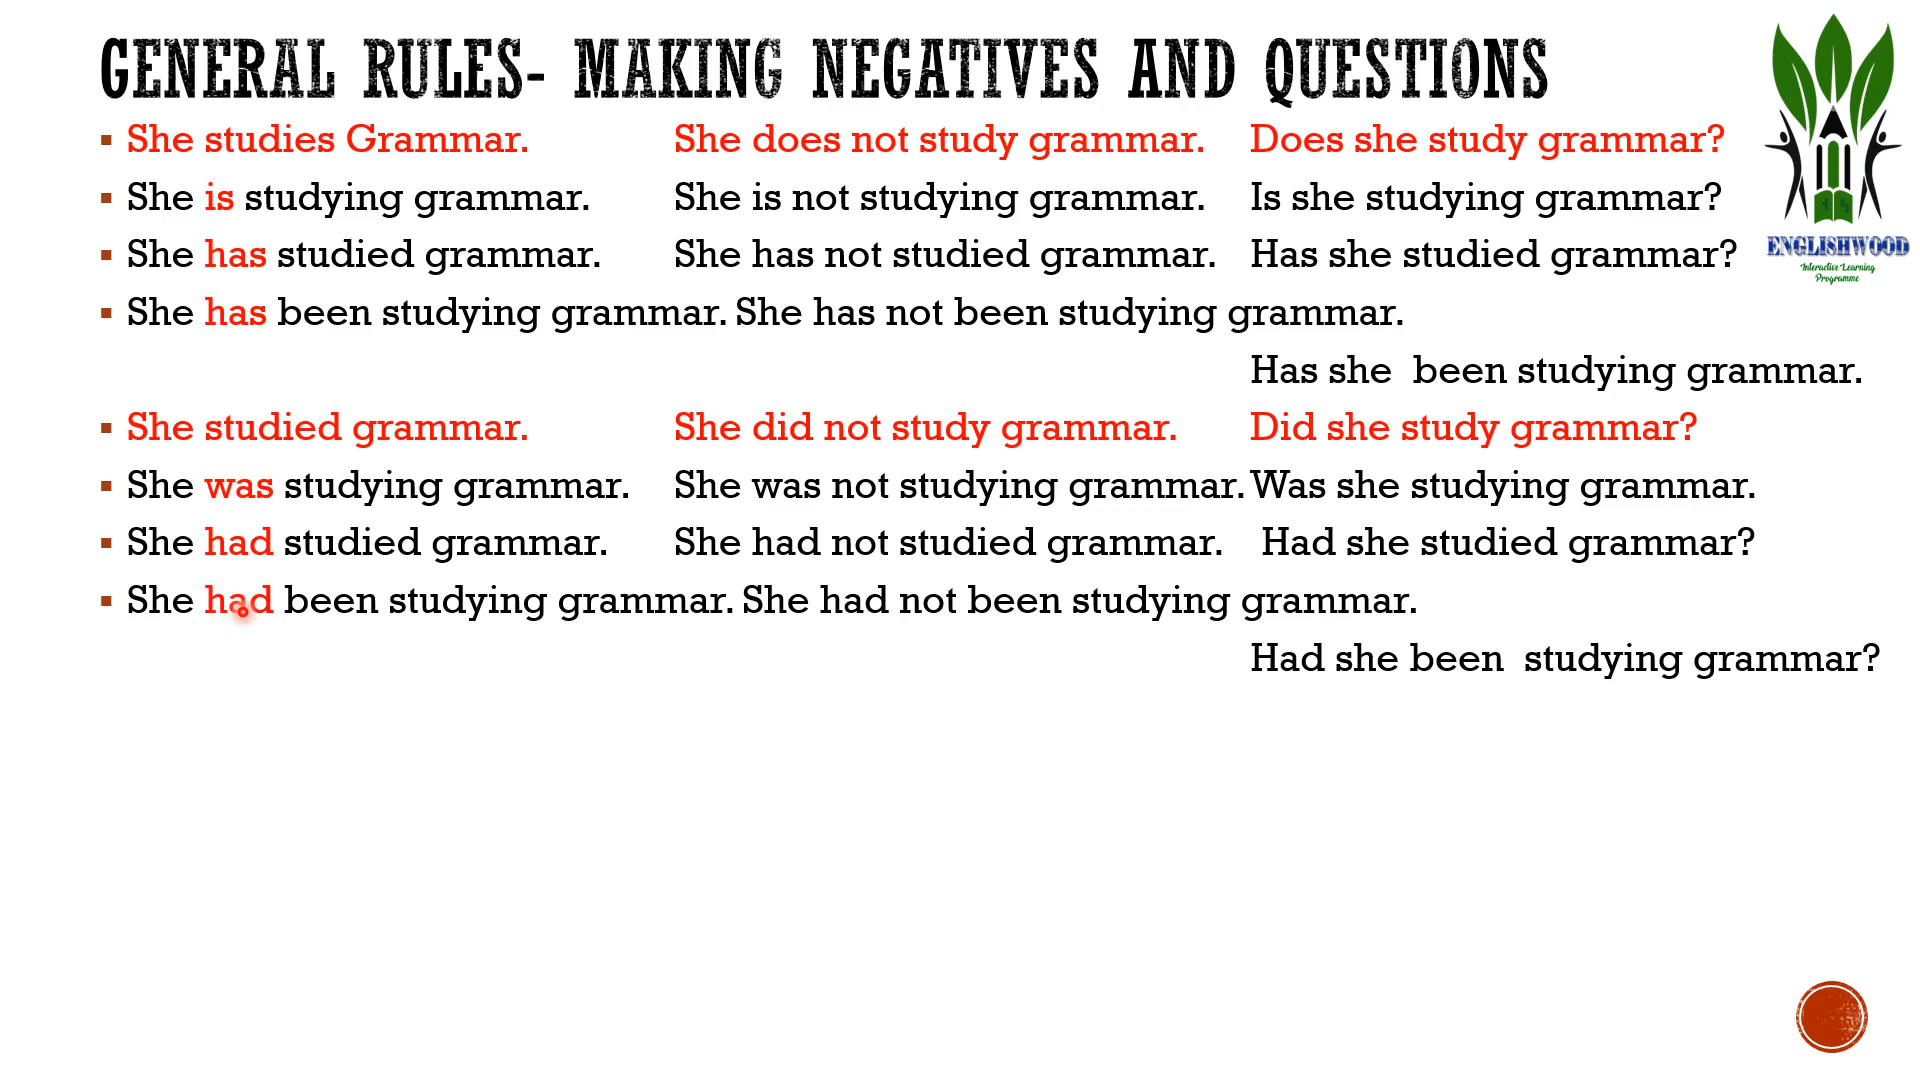 GENERAL RULES- MAKING NEGATIVES AND QUESTIONS
She studies Grammar. She does not study grammar. Does she study grammar?
She is studying grammar. She is not studying grammar. Is she studying grammar?
She has studied grammar. She has not studied grammar. Has she studied grammar?
She has been studying grammar. She has not been studying grammar.
Has she been studying grammar.
She studied grammar. She did not study grammar. Did she study grammar?
She was studying grammar. She was not studying grammar. Was she studying grammar.
She had studied grammar. She had not studied grammar. Had she studied grammar?
She had been studying grammar. She had not been studying grammar.
Had she been studying grammar?
ENGLISHWOOD
Interactive Learning
Programme